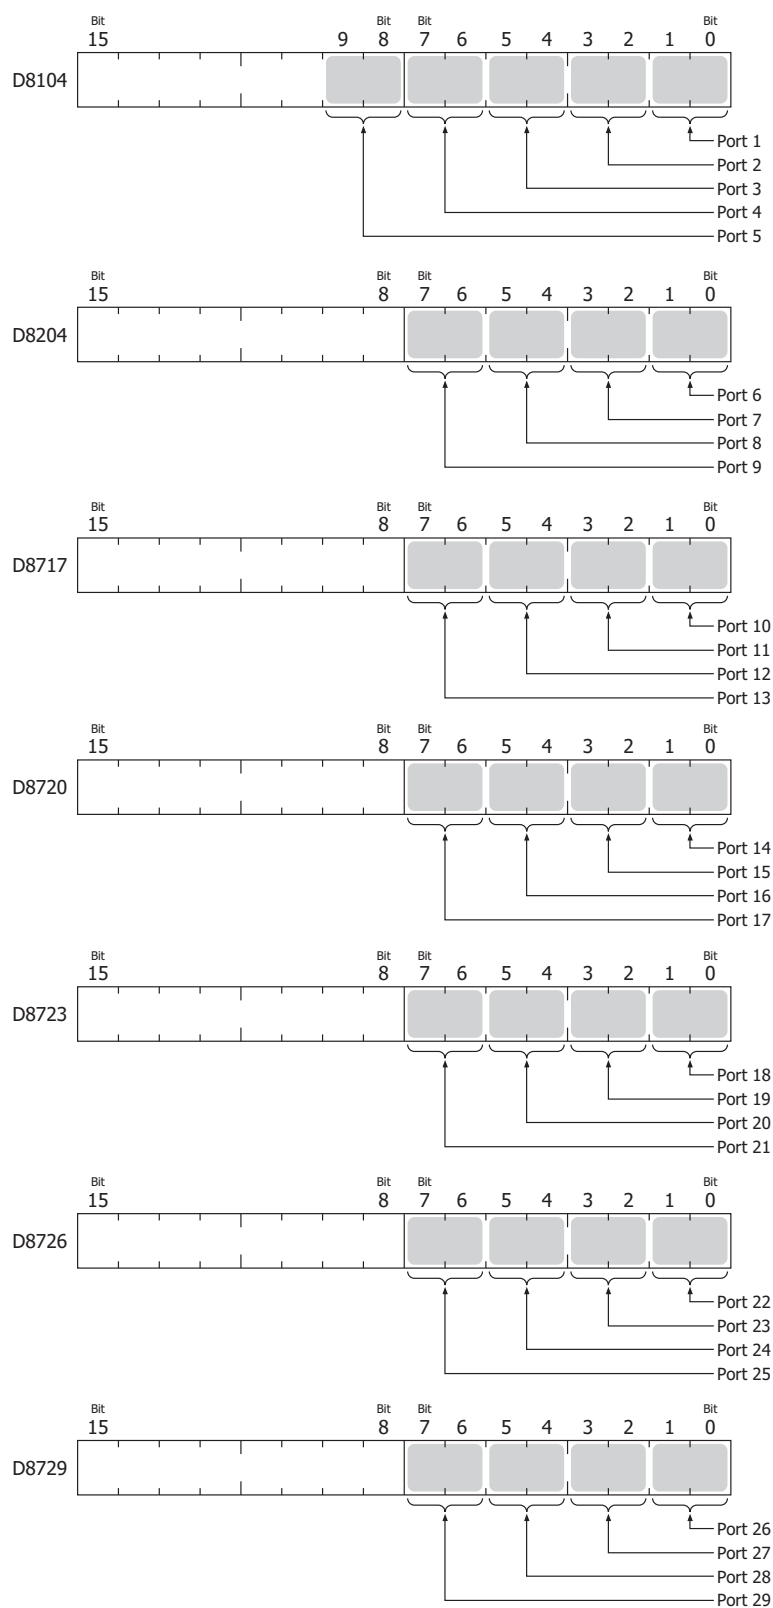 Bit Bit Bit Bit
15 9 8 7 6 5 4 3 2 1 0
D8104
Port 1
Port 2
Port 3
Port 4
Port 5
Bit Bit Bit Bit
15 8 7 6 5 4 3 2 1 0
D8204
Port 6
Port 7
Port 8
Port 9
Bit Bit Bit Bit
15 8 7 6 5 4 3 2 1 0
D8717
Port 10
Port 11
Port 12
Port 13
Bit Bit Bit Bit
15 8 7 6 5 4 3 2 1 0
D8720
Port 14
Port 15
Port 16
Port 17
Bit Bit Bit Bit
15 8 7 6 5 4 3 2 1 0
D8723
Port 18
Port 19
Port 20
Port 21
Bit Bit Bit Bit
15 8 7 6 5 4 3 2 1 0
D8726
Port 22
Port 23
Port 24
Port 25
Bit Bit Bit Bit
15 8 7 6 5 4 3 2 1 0
D8729
Port 26
Port 27
Port 28
Port 29